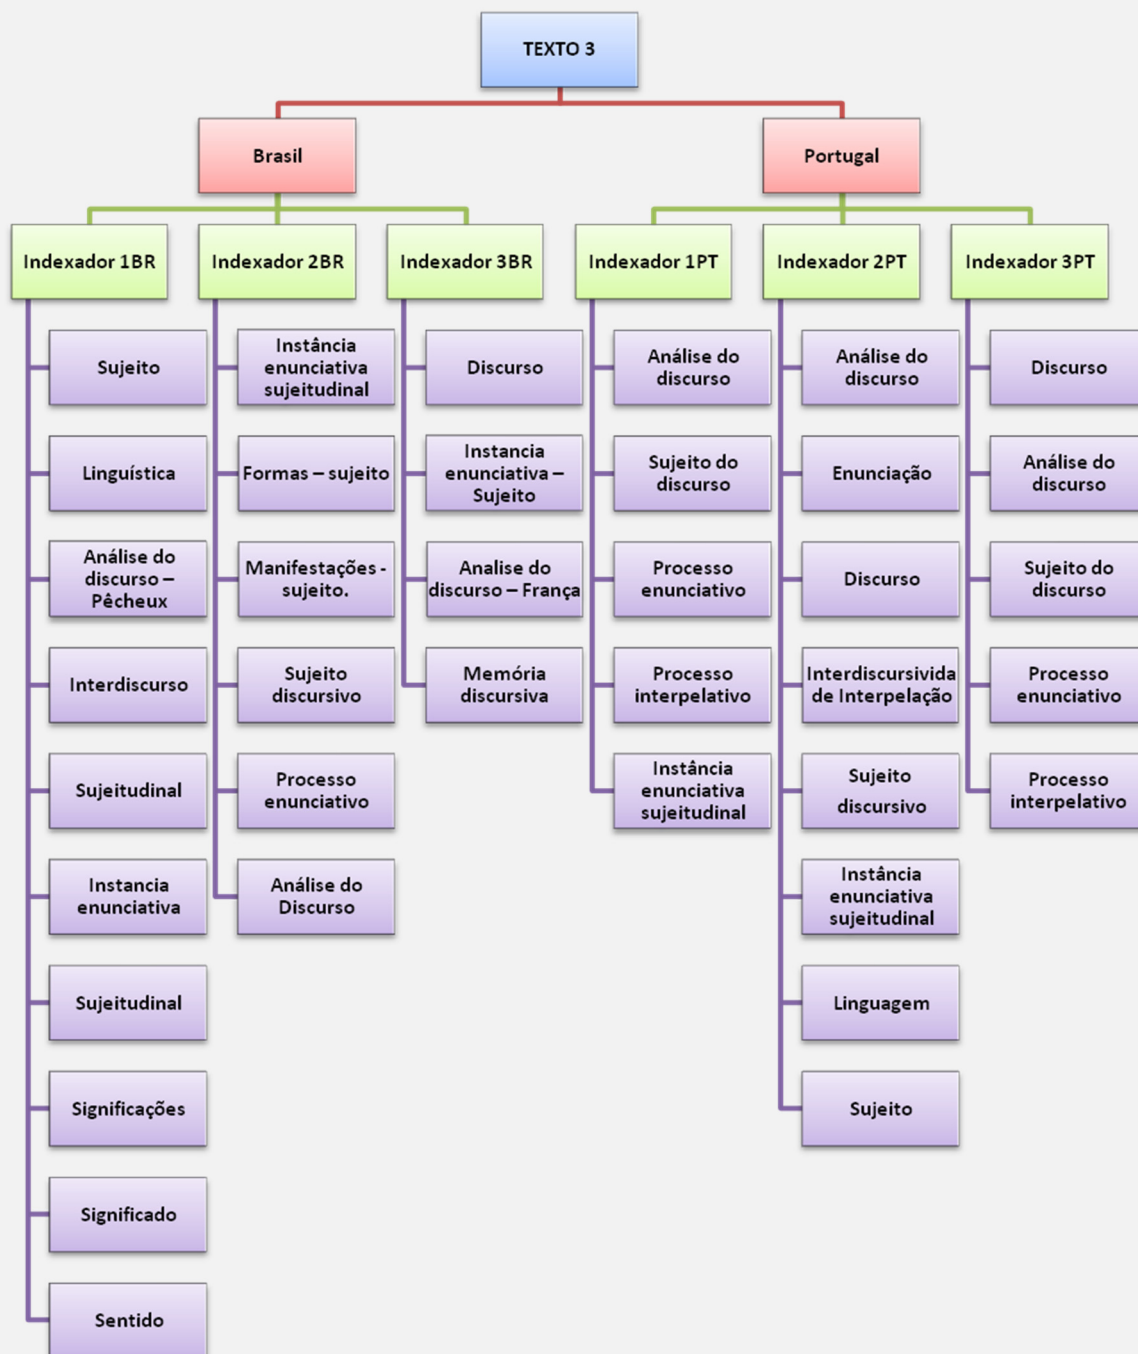 TEXTO 3
Brasil
Portugal
Indexador 1BR
Indexador 2BR
Indexador 3BR
Indexador 1PT
Indexador 2PT
Indexador 3PT
Sujeito
Linguística
Análise do
discurso –
Pêcheux
Interdiscurso
Sujeitudinal
Instancia
enunciativa
Sujeitudinal
Significações
Significado
Sentido
Instância
enunciativa
sujeitudinal
Formas – sujeito
Manifestações -
sujeito.
Sujeito
discursivo
Processo
enunciativo
Análise do
Discurso
Discurso
Instancia
enunciativa –
Sujeito
Analise do
discurso – França
Memória
discursiva
Análise do
discurso
Sujeito do
discurso
Processo
enunciativo
Processo
interpelativo
Instância
enunciativa
sujeitudinal
Análise do
discurso
Enunciação
Discurso
Interdiscursivida
de Interpelação
Sujeito
discursivo
Instância
enunciativa
sujeitudinal
Linguagem
Sujeito
Discurso
Análise do
discurso
Sujeito do
discurso
Processo
enunciativo
Processo
interpelativo